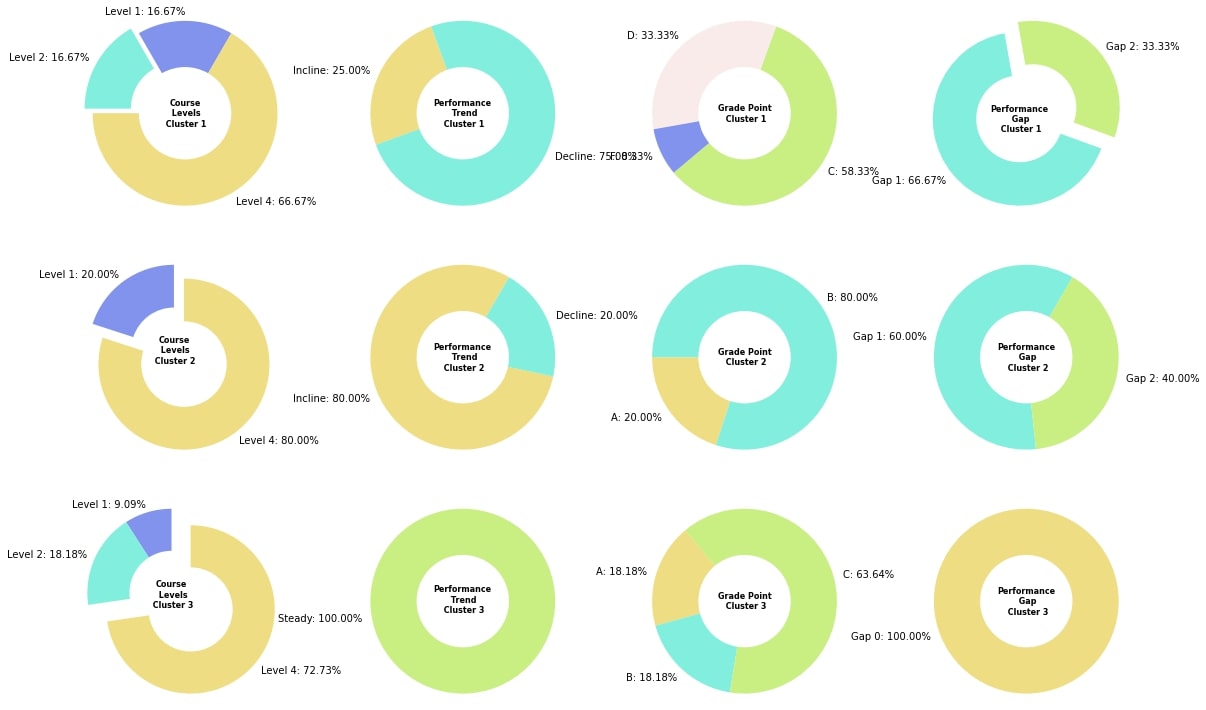 Level 1: 16.67%
Level 2: 16.67%
Course
Levels
Cluster 1
Level 4: 66.67%
Incline: 25.00%
Performance
Trend
Cluster 1
Decline: 75.00%
D: 33.33%
Grade Point
Cluster 1
F: 8.33%
C: 58.33%
Gap 2: 33.33%
Performance
Gap
Cluster 1
Gap 1: 66.67%
Level 1: 20.00%
Course
Levels
Cluster 2
Level 4: 80.00%
Decline: 20.00%
Performance
Trend
Cluster 2
Incline: 80.00%
B: 80.00%
Grade Point
Cluster 2
A: 20.00%
Gap 1: 60.00%
Performance
Gap
Cluster 2
Gap 2: 40.00%
Level 1: 9.09%
Level 2: 18.18%
Course
Levels
Cluster 3
Level 4: 72.73%
Performance
Trend
Cluster 3
Steady: 100.00%
A: 18.18%
C: 63.64%
Grade Point
Cluster 3
B: 18.18%
Performance
Gap
Cluster 3
Gap 0: 100.00%